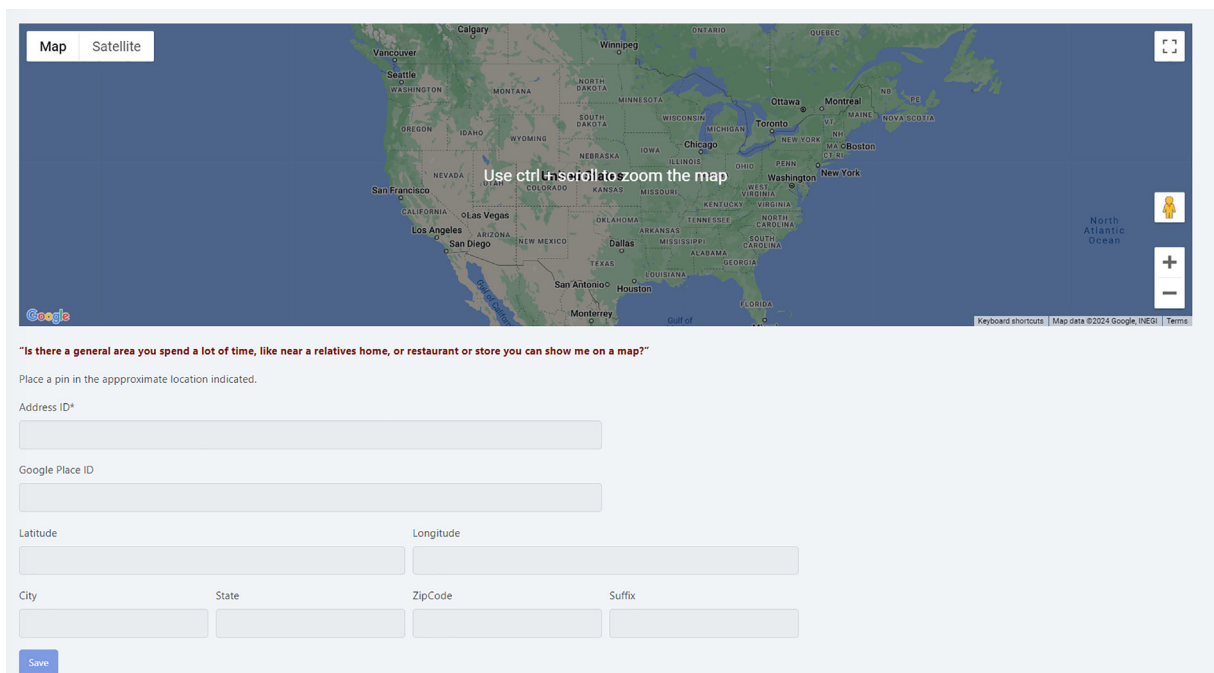 Map Satellite
Calgary
ONTARIO
QUEBEC
Vancouver
Winnipeg
Seattle
WASHINGTON
MONTANA
NORTH
DAKOTA
MINNESOTA
Ottawa
Montreal
NB
PE
MAINE
NOVA SCOTIA
OREGON
IDAHO
WYOMING
SOUTH
DAKOTA
WISCONSIN
MICHIGAN
Toronto
VT
NH
NEW YORK
MA
Boston
CT RI
Chicago
IOWA
NEBRASKA
ILLINOIS
OHIO
PENN
New York
Use ctrl + scroll to zoom the map
NEVADA
UTAH
COLORADO
KANSAS
MISSOURI
WEST
VIRGINIA
Washington
San Francisco
KENTUCKY
VIRGINIA
CALIFORNIA
Las Vegas
OKLAHOMA
TENNESSEE
NORTH
CAROLINA
Los Angeles
ARIZONA
NEW MEXICO
ARKANSAS
San Diego
Dallas
MISSISSIPPI
SOUTH
CAROLINA
ALABAMA
GEORGIA
TEXAS
LOUISIANA
San Antonio
Houston
FLORIDA
Gulf of California
Monterrey
Gulf of
North
Atlantic
Ocean
Google
Keyboard shortcuts Map data ©2024 Google, INEGI Terms
"Is there a general area you spend a lot of time, like near a relatives home, or restaurant or store you can show me on a map?"
Place a pin in the appproximate location indicated.
Address ID*
Google Place ID
Latitude Longitude
City State ZipCode Suffix
Save